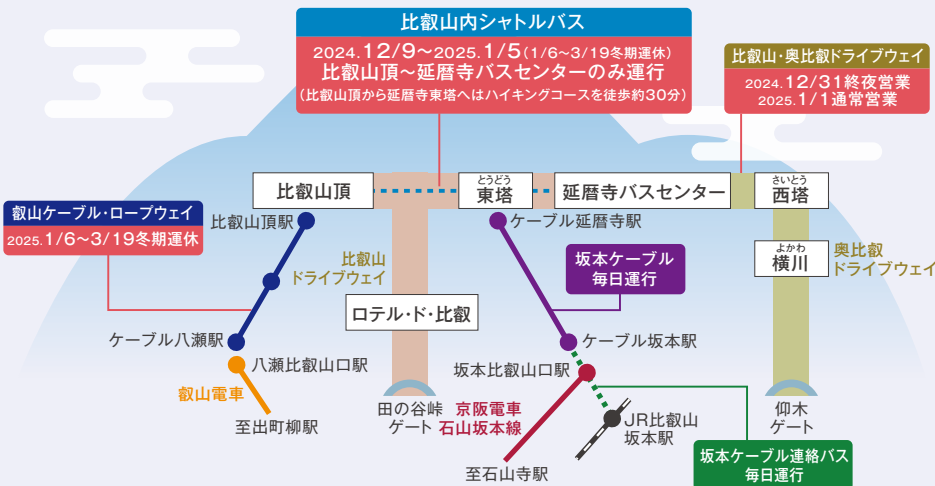 比叡山内シャトルバス
2024.12/9〜2025.1/5(1/6〜3/19冬期運休)
比叡山頂〜延暦寺バスセンターのみ運行
(比叡山頂から延暦寺東塔へはハイキングコースを徒歩約30分)
比叡山・奥比叡ドライブウェイ
2024.12/31終夜営業
2025.1/1通常営業
比叡山頂
とうどう
東塔
延暦寺バスセンター
さいとう
西塔
叡山ケーブル・ロープウェイ
2025.1/6〜3/19冬期運休
比叡山頂駅
ケーブル延暦寺駅
比叡山
ドライブウェイ
坂本ケーブル
毎日運行
よかわ
横川
奥比叡
ドライブウェイ
ロテル・ド・比叡
ケーブル八瀬駅
ケーブル坂本駅
八瀬比叡山口駅
坂本比叡山口駅
叡山電車
至出町柳駅
田の谷峠
ゲート
京阪電車
石山坂本線
JR比叡山
坂本駅
仰木
ゲート
至石山寺駅
坂本ケーブル連絡バス
毎日運行